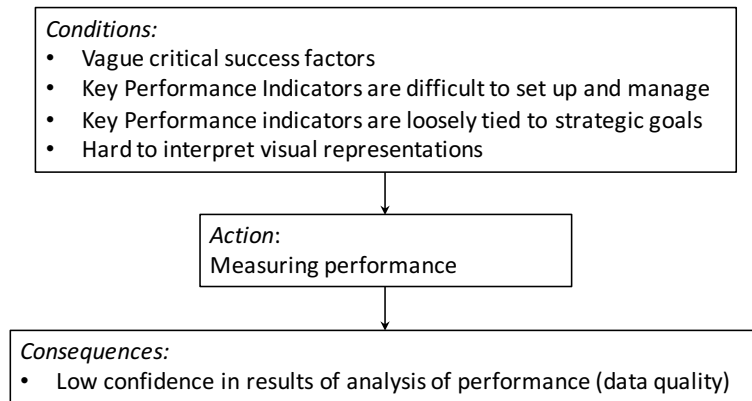 Conditions:
• Vague critical success factors
• Key Performance Indicators are difficult to set up and manage
• Key Performance indicators are loosely tied to strategic goals
• Hard to interpret visual representations
Action:
Measuring performance
Consequences:
• Low confidence in results of analysis of performance (data quality)